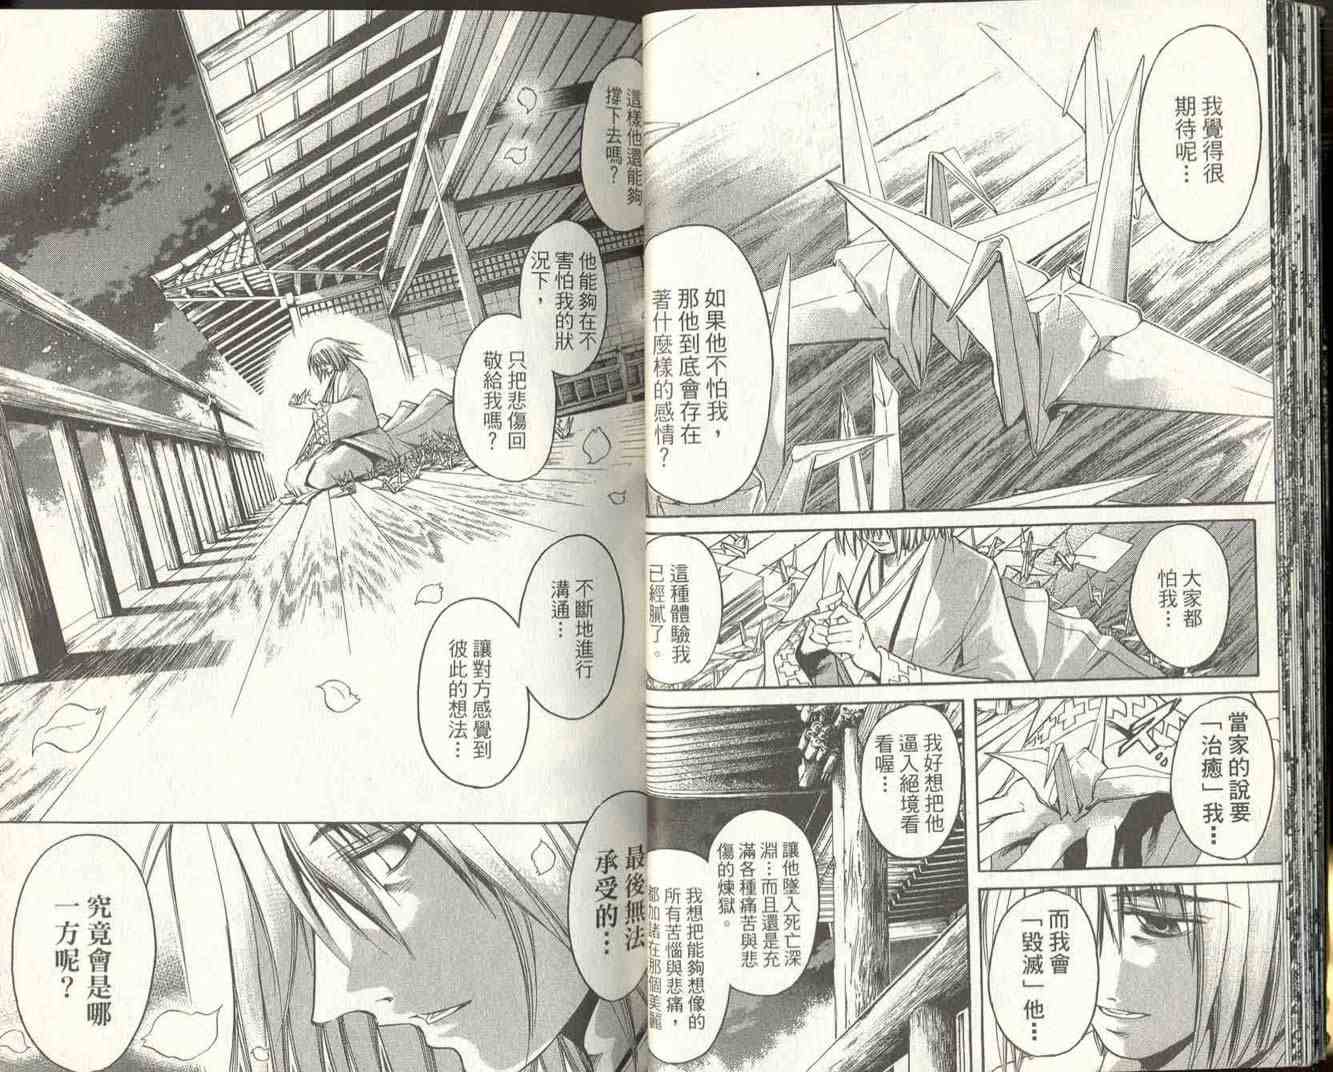 我覺得很
期待呢…
如果他不怕我，
那他到底會存在
著什麼樣的感情？
大家都
怕我…
這種體驗我
已經膩了。
當家的說要
「治癒」我…
而我會
「毀滅」他…
我好想把他
逼入絕境看
看喔…
讓他墜入死亡深
淵…而且還是充
滿各種痛苦與悲
傷的煉獄。
我想把能夠想像的
所有苦惱與悲痛，
都加諸在那個美麗
這樣他還能夠
撐下去嗎？
他能夠在不
害怕我的狀
況下，
只把悲傷回
敬給我嗎？
不斷地進行
溝通…
讓對方感覺到
彼此的想法…
最後無法
承受的…
究竟會是哪
一方呢？